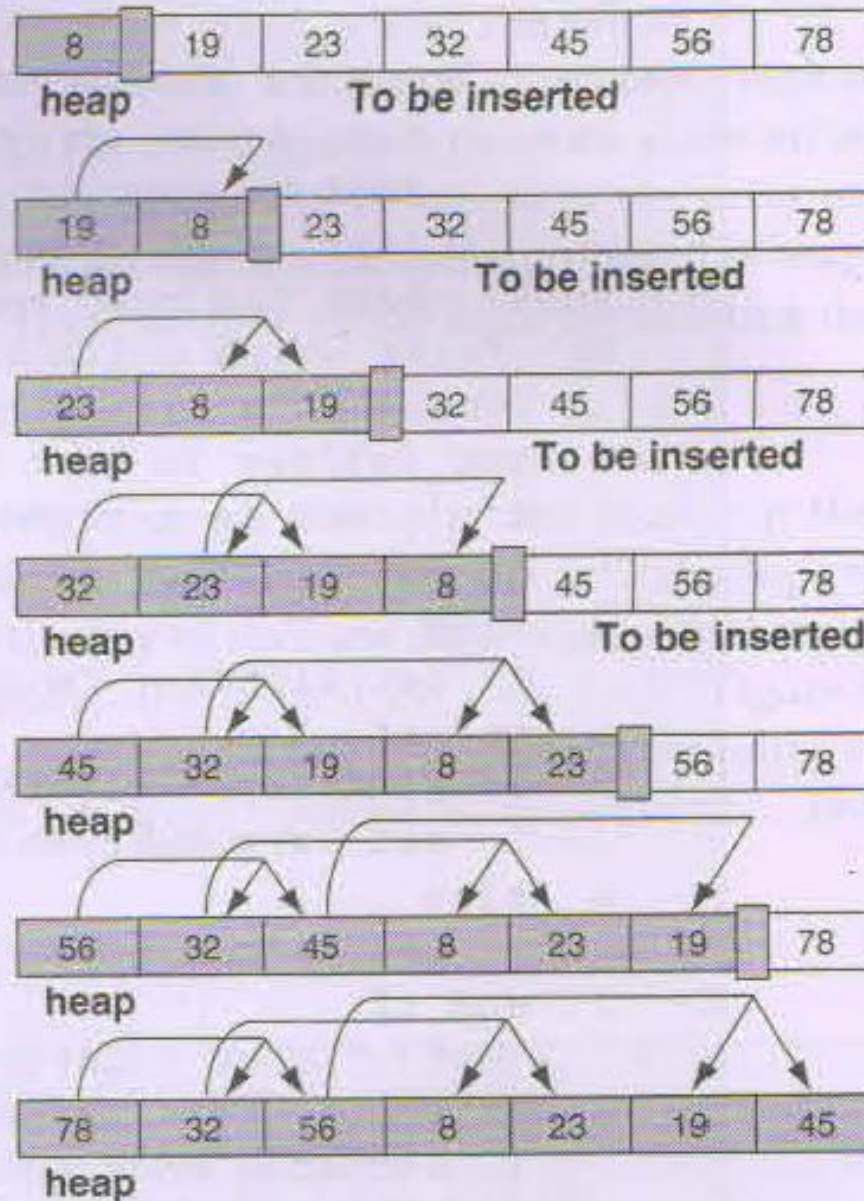 8 19 23 32 45 56 78
heap To be inserted
19 8 23 32 45 56 78
heap To be inserted
23 8 19 32 45 56 78
heap To be inserted
32 23 19 8 45 56 78
heap To be inserted
45 32 19 8 23 56 78
heap
56 32 45 8 23 19 78
heap
78 32 56 8 23 19 45
heap